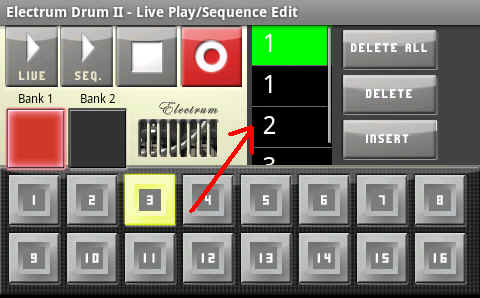 Electrum Drum II - Live Play/Sequence Edit
LIVE
SEQ.
Bank 1
Bank 2
Electrum
1
1
2
3
DELETE ALL
DELETE
INSERT
1 2 3 4 5 6 7 8
9 10 11 12 13 14 15 16